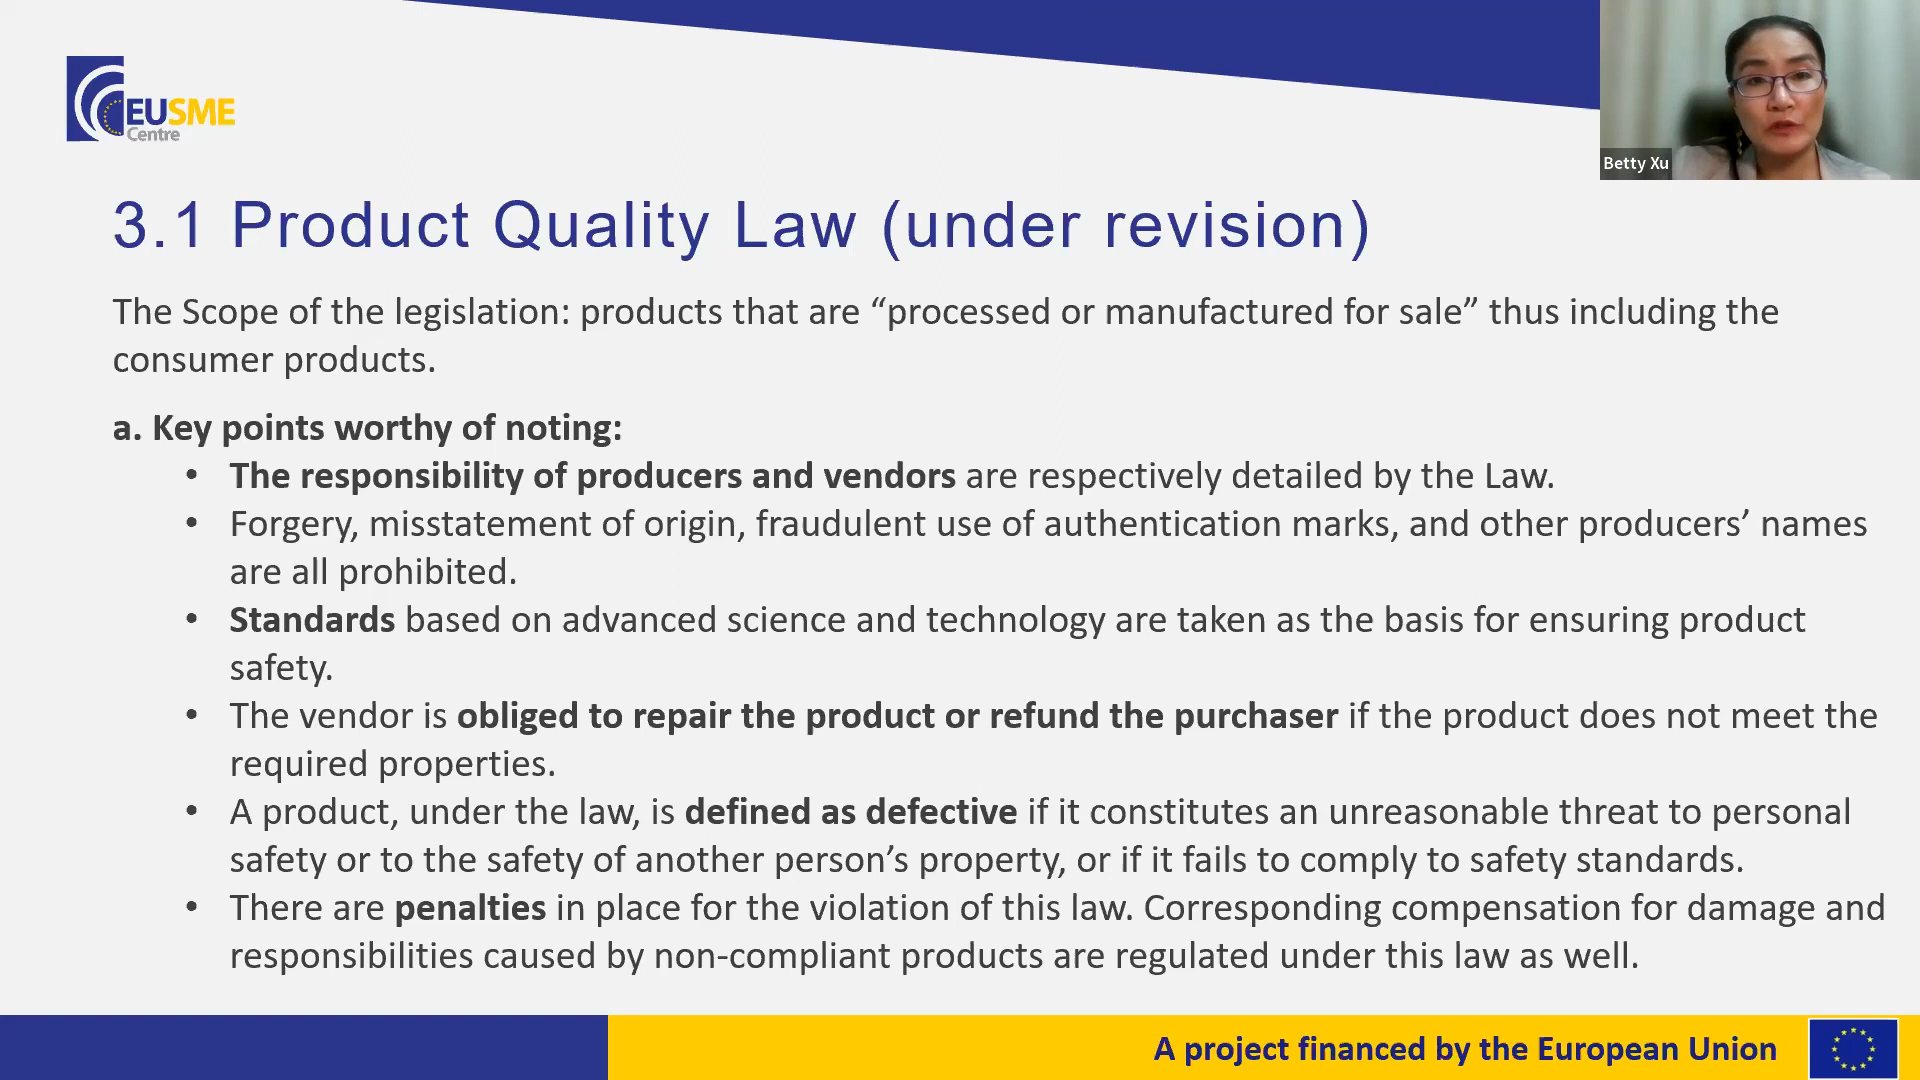 EUSME
Centre
Betty Xu
3.1 Product Quality Law (under revision)
The Scope of the legislation: products that are “processed or manufactured for sale” thus including the
consumer products.
a. Key points worthy of noting:
• The responsibility of producers and vendors are respectively detailed by the Law.
• Forgery, misstatement of origin, fraudulent use of authentication marks, and other producers’ names
are all prohibited.
• Standards based on advanced science and technology are taken as the basis for ensuring product
safety.
• The vendor is obliged to repair the product or refund the purchaser if the product does not meet the
required properties.
• A product, under the law, is defined as defective if it constitutes an unreasonable threat to personal
safety or to the safety of another person’s property, or if it fails to comply to safety standards.
• There are penalties in place for the violation of this law. Corresponding compensation for damage and
responsibilities caused by non-compliant products are regulated under this law as well.
A project financed by the European Union